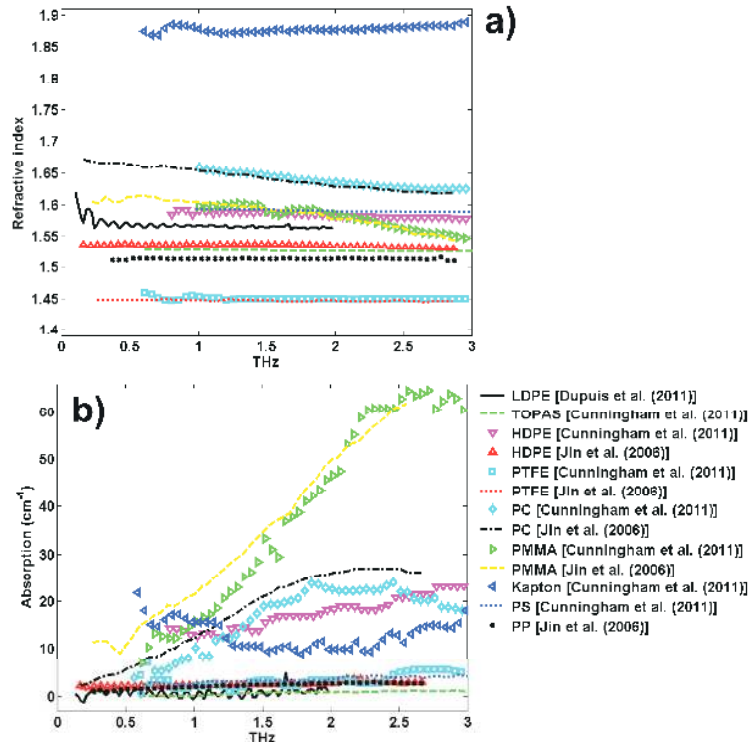 a)
Refractive index
1.9
1.85
1.8
1.75
1.7
1.65
1.6
1.55
1.5
1.45
1.4
0 0.5 1 1.5 2 2.5 3
THz
b)
Absorption (cm⁻¹)
60
50
40
30
20
10
0
0 0.5 1 1.5 2 2.5 3
THz
LDPE [Dupuis et al. (2011)]
TOPAS [Cunningham et al. (2011)]
HDPE [Cunningham et al. (2011)]
HDPE [Jin et al. (2006)]
PTFE [Cunningham et al. (2011)]
PTFE [Jin et al. (2006)]
PC [Cunningham et al. (2011)]
PC [Jin et al. (2006)]
PMMA [Cunningham et al. (2011)]
PMMA [Jin et al. (2006)]
Kapton [Cunningham et al. (2011)]
PS [Cunningham et al. (2011)]
PP [Jin et al. (2006)]